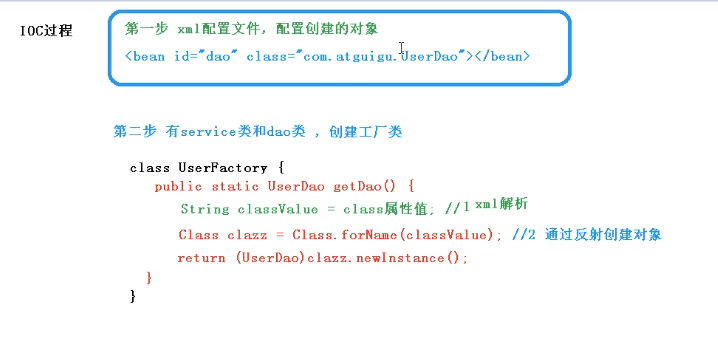 IOC过程
第一步 xml配置文件，配置创建的对象
<bean id="dao" class="com.atguigu.UserDao"></bean>
第二步 有service类和dao类 ，创建工厂类
class UserFactory {
public static UserDao getDao() {
String classValue = class属性值; //1 xml解析
Class clazz = Class.forName(classValue); //2 通过反射创建对象
return (UserDao)clazz.newInstance();
}
}